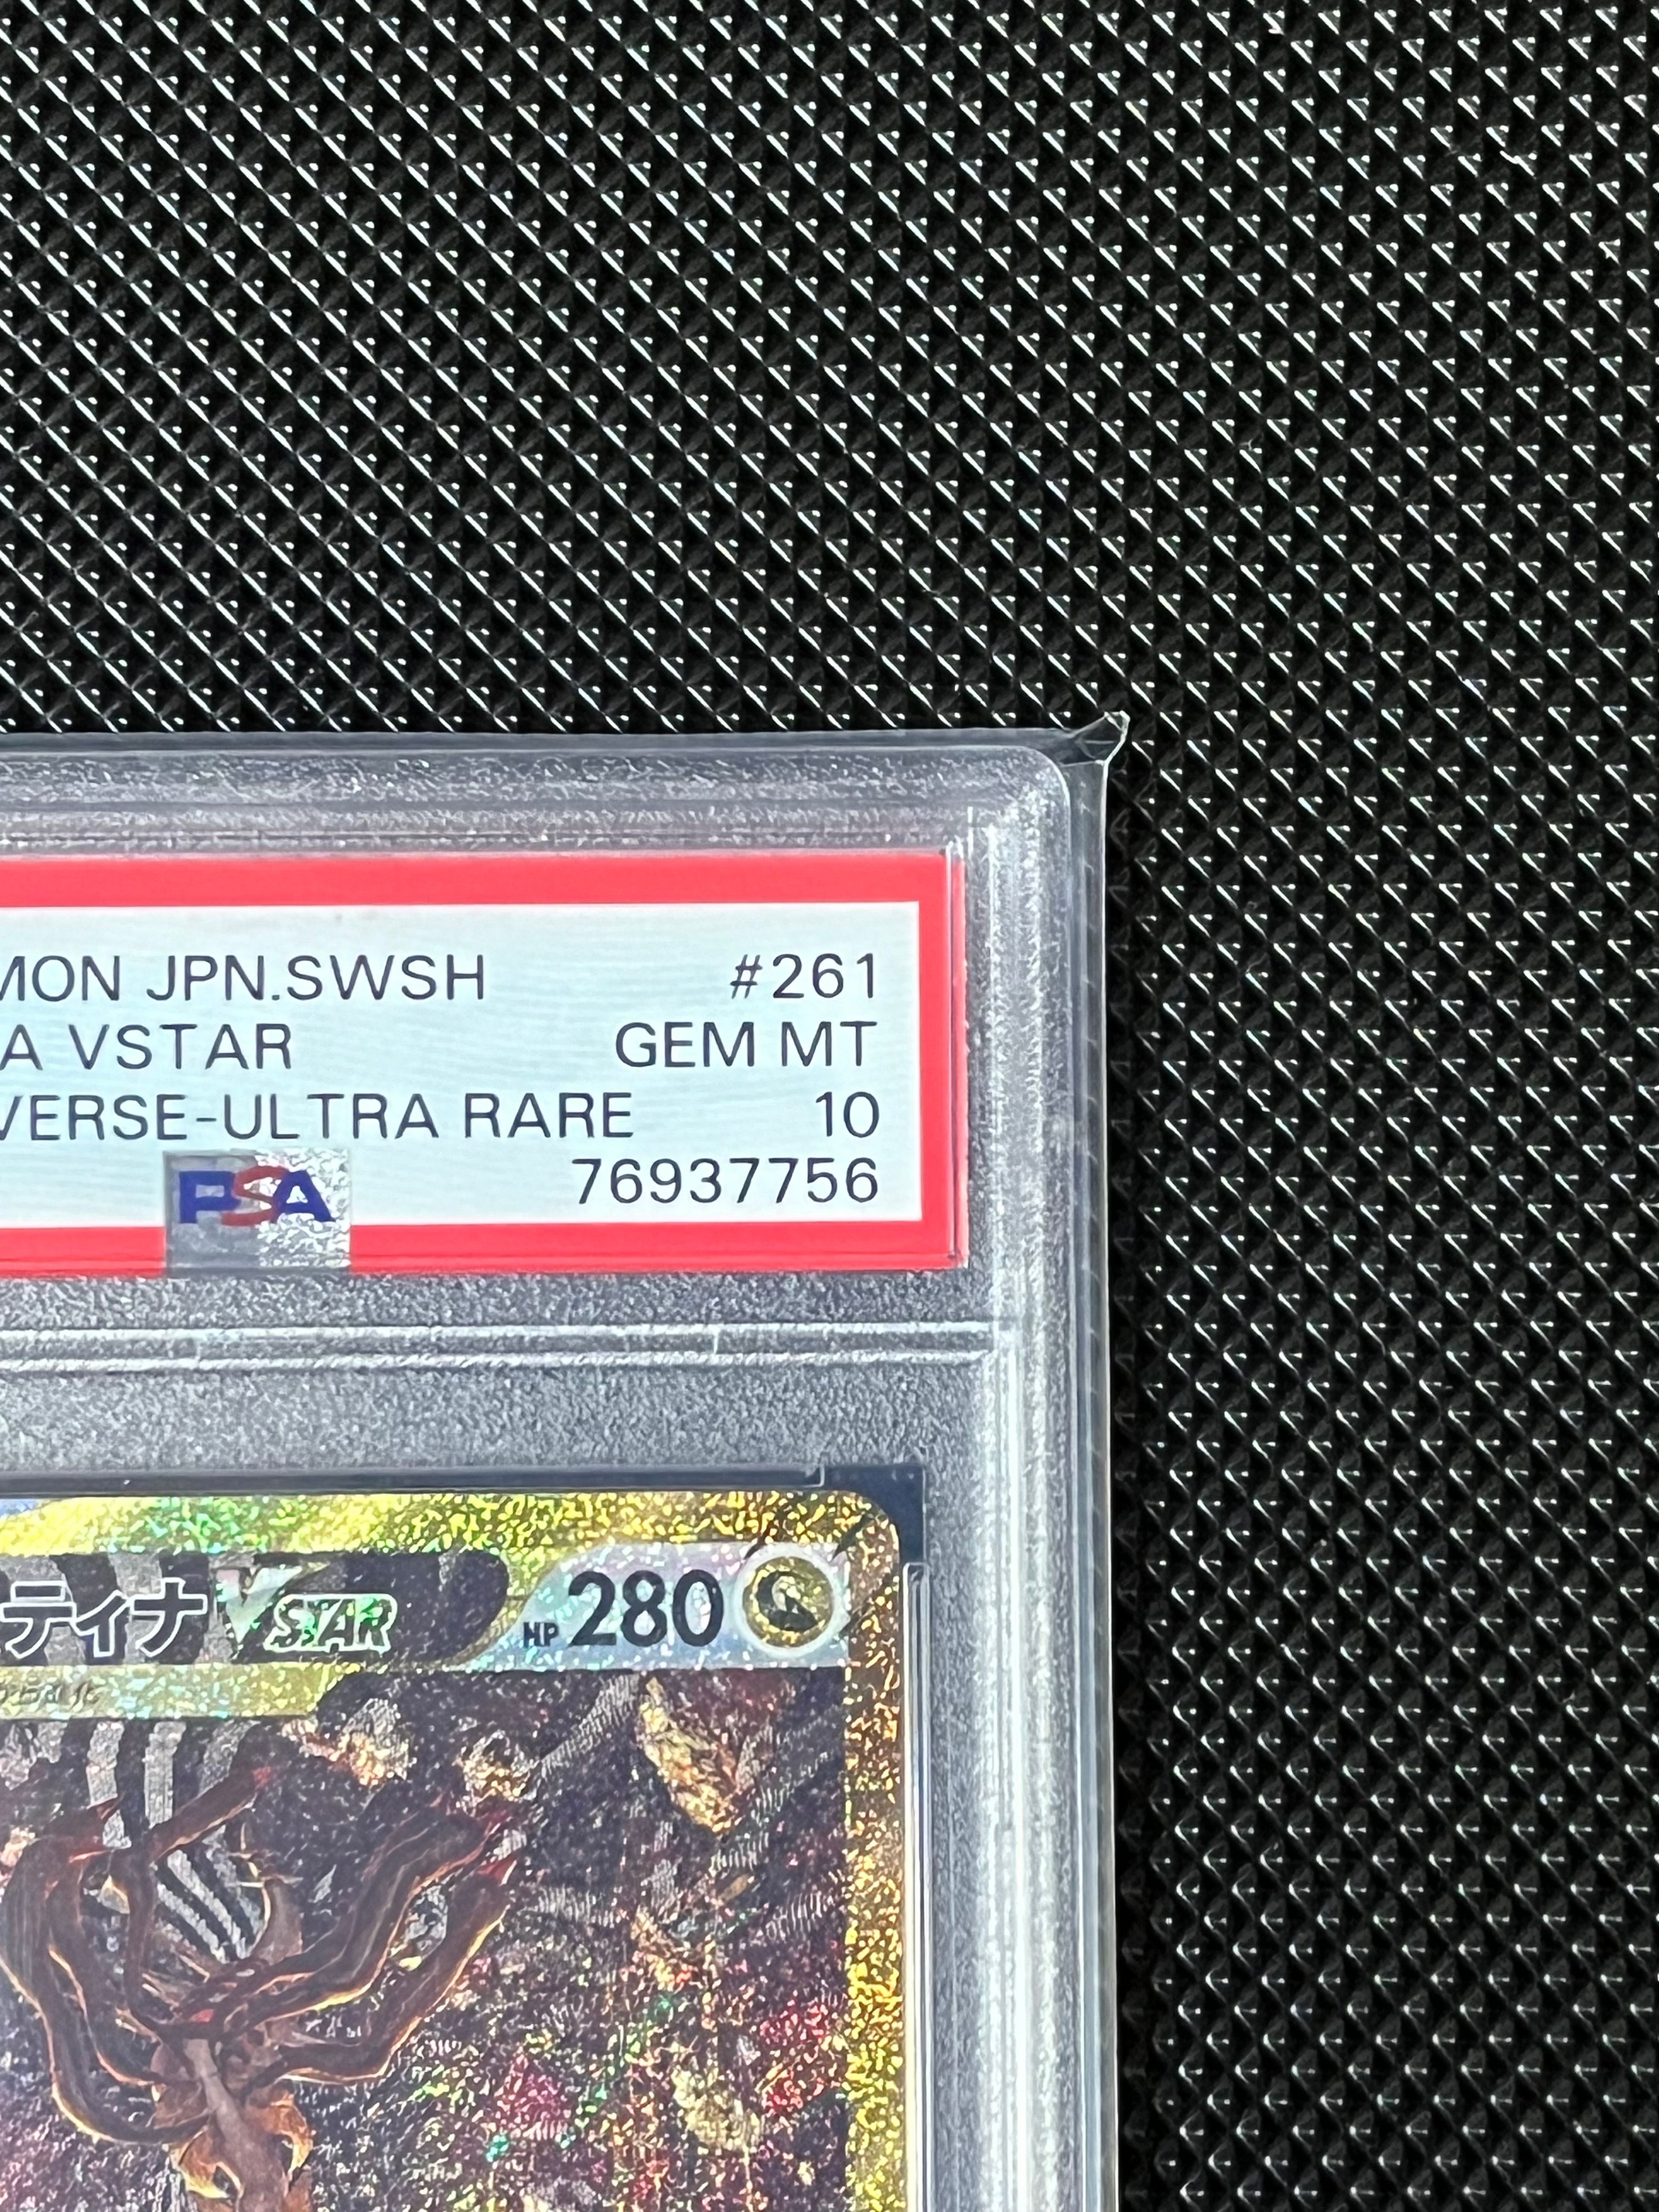 MON JPN.SWSH #261
A VSTAR GEM MT
VERSE-ULTRA RARE 10
PSA 76937756
ティナ VSTAR HP 280